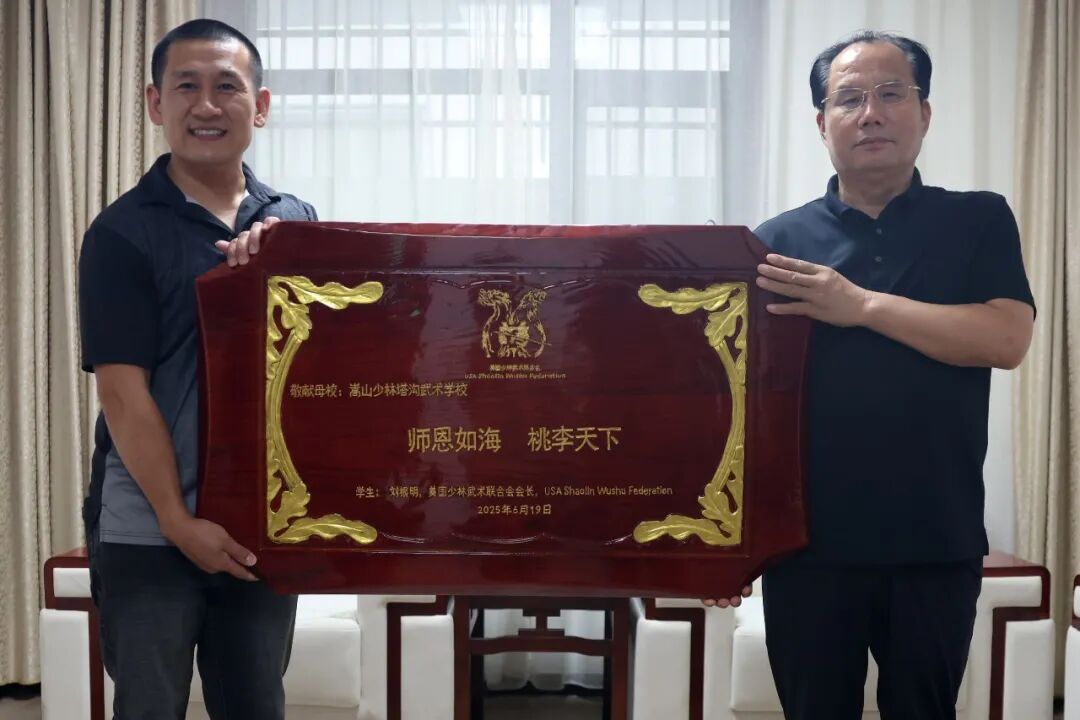 美国少林武术联合会
USA Shaolin Wushu Federation
敬献母校：嵩山少林塔沟武术学校
师恩如海 桃李天下
学生：刘根明，美国少林武术联合会会长，USA Shaolin Wushu Federation
2025年6月19日